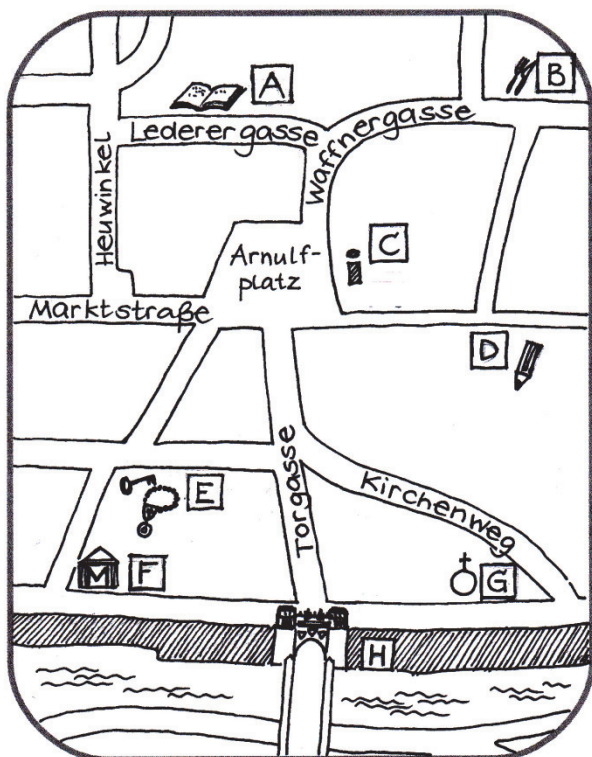 A
B
Lederergasse
Waffnergasse
Heuwinkel
C
Arnulf-
platz
Marktstraße
D
E
Torgasse
Kirchenweg
M
F
G
H